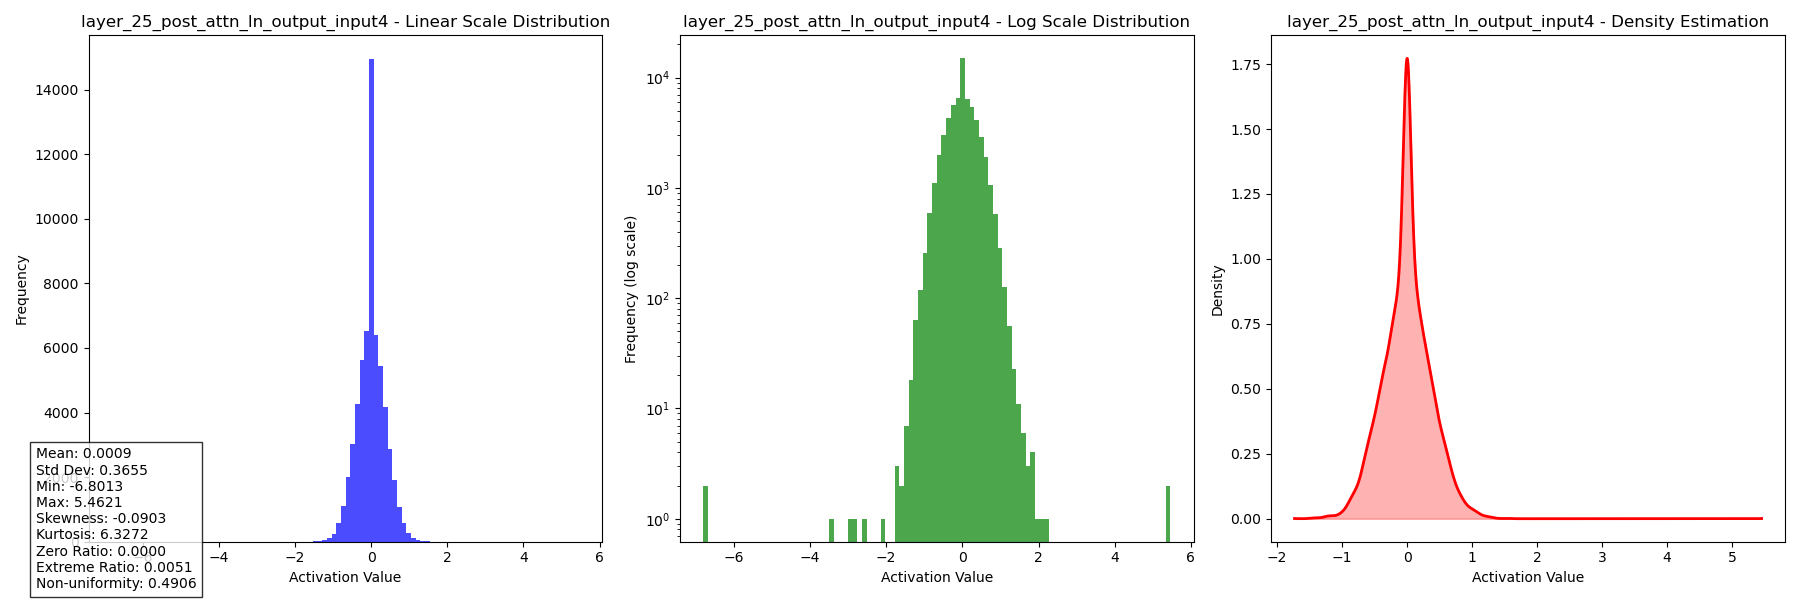 layer_25_post_attn_ln_output_input4 - Linear Scale Distribution
14000
12000
10000
8000
6000
4000
2000
0
Frequency
−6
−4
−2
0
2
4
6
Activation Value
Mean: 0.0009
Std Dev: 0.3655
Min: -6.8013
Max: 5.4621
Skewness: -0.0903
Kurtosis: 6.3272
Zero Ratio: 0.0000
Extreme Ratio: 0.0051
Non-uniformity: 0.4906
layer_25_post_attn_ln_output_input4 - Log Scale Distribution
10⁴
10³
10²
10¹
10⁰
Frequency (log scale)
−6
−4
−2
0
2
4
6
Activation Value
layer_25_post_attn_ln_output_input4 - Density Estimation
1.75
1.50
1.25
1.00
0.75
0.50
0.25
0.00
Density
−2
−1
0
1
2
3
4
5
Activation Value